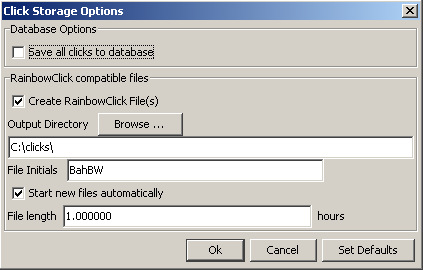 Click Storage Options
Database Options
Save all clicks to database
RainbowClick compatible files
Create RainbowClick File(s)
Output Directory Browse ...
C:\clicks\
File Initials BahBW
Start new files automatically
File length 1.000000 hours
Ok Cancel Set Defaults